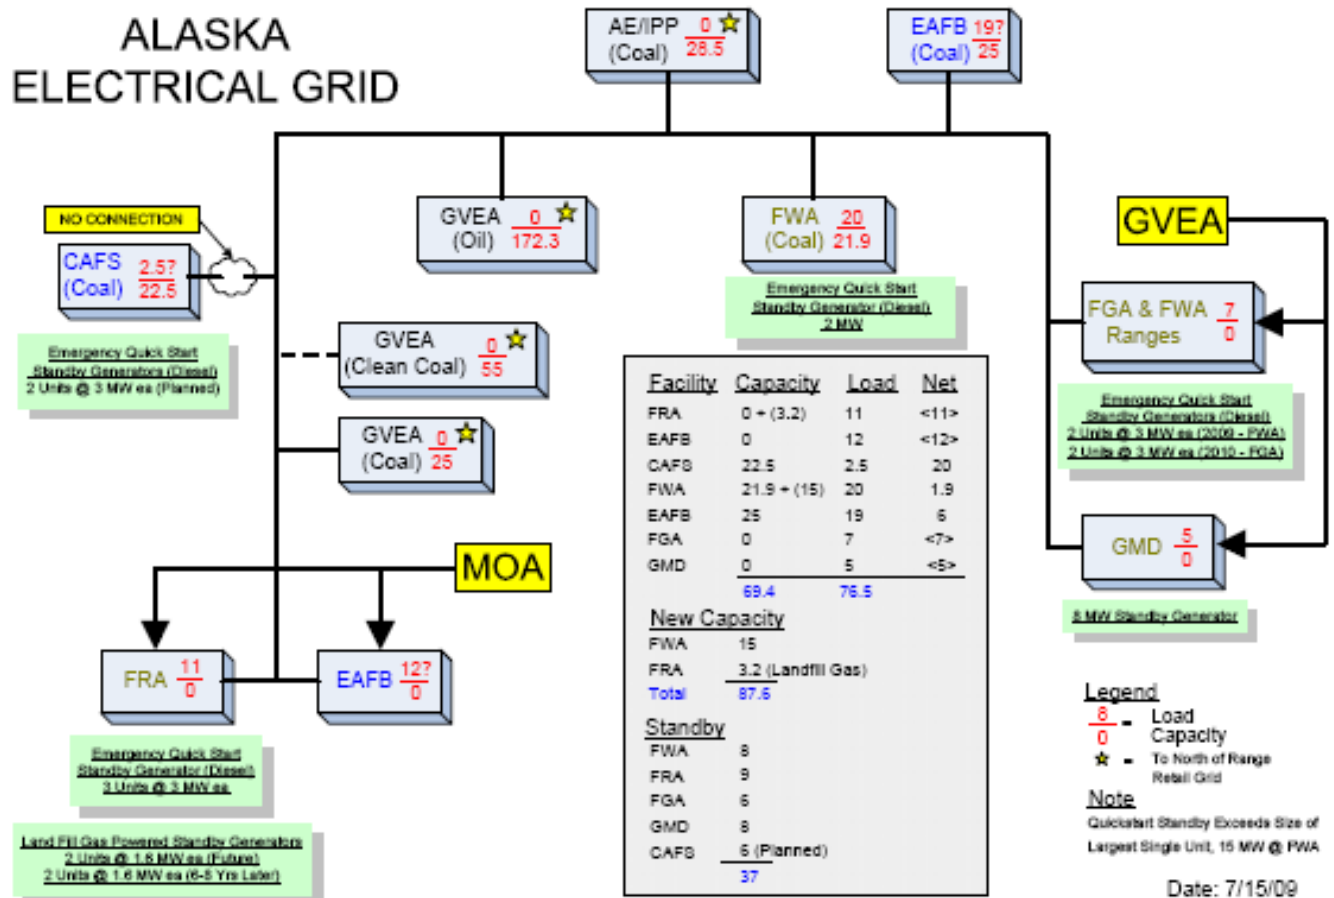 ALASKA
ELECTRICAL GRID
AE/IPP 0
(Coal) 28.5
EAFB 19?
(Coal) 25
NO CONNECTION
CAFS 2.5?
(Coal) 22.5
Emergency Quick Start
Standby Generators (Diesel)
2 Units @ 3 MW ea (Planned)
GVEA 0
(Oil) 172.3
FWA 20
(Coal) 21.9
Emergency Quick Start
Standby Generator (Diesel)
2 MW
GVEA
FGA & FWA 7
Ranges 0
Emergency Quick Start
Standby Generators (Diesel)
2 Units @ 3 MW ea (2009 - FWA)
2 Units @ 3 MW ea (2010 - FGA)
GVEA 0
(Clean Coal) 55
GVEA 0
(Coal) 25
GMD 5
0
8 MW Standby Generator
MOA
FRA 11
0
EAFB 12?
0
Emergency Quick Start
Standby Generator (Diesel)
3 Units @ 3 MW ea
Land Fill Gas Powered Standby Generators
2 Units @ 1.6 MW ea (Future)
2 Units @ 1.6 MW ea (6-8 Yrs Later)
Facility Capacity Load Net
FRA 0 + (3.2) 11 <11>
EAFB 0 12 <12>
CAFS 22.5 2.5 20
FWA 21.9 + (15) 20 1.9
EAFB 25 19 6
FGA 0 7 <7>
GMD 0 5 <5>
69.4 76.5
New Capacity
FWA 15
FRA 3.2 (Landfill Gas)
Total 87.6
Standby
FWA 8
FRA 9
FGA 6
GMD 8
CAFS 6 (Planned)
37
Legend
8 = Load
0 Capacity
= To North of Range
Retail Grid
Note
Quickstart Standby Exceeds Size of
Largest Single Unit, 15 MW @ FWA
Date: 7/15/09